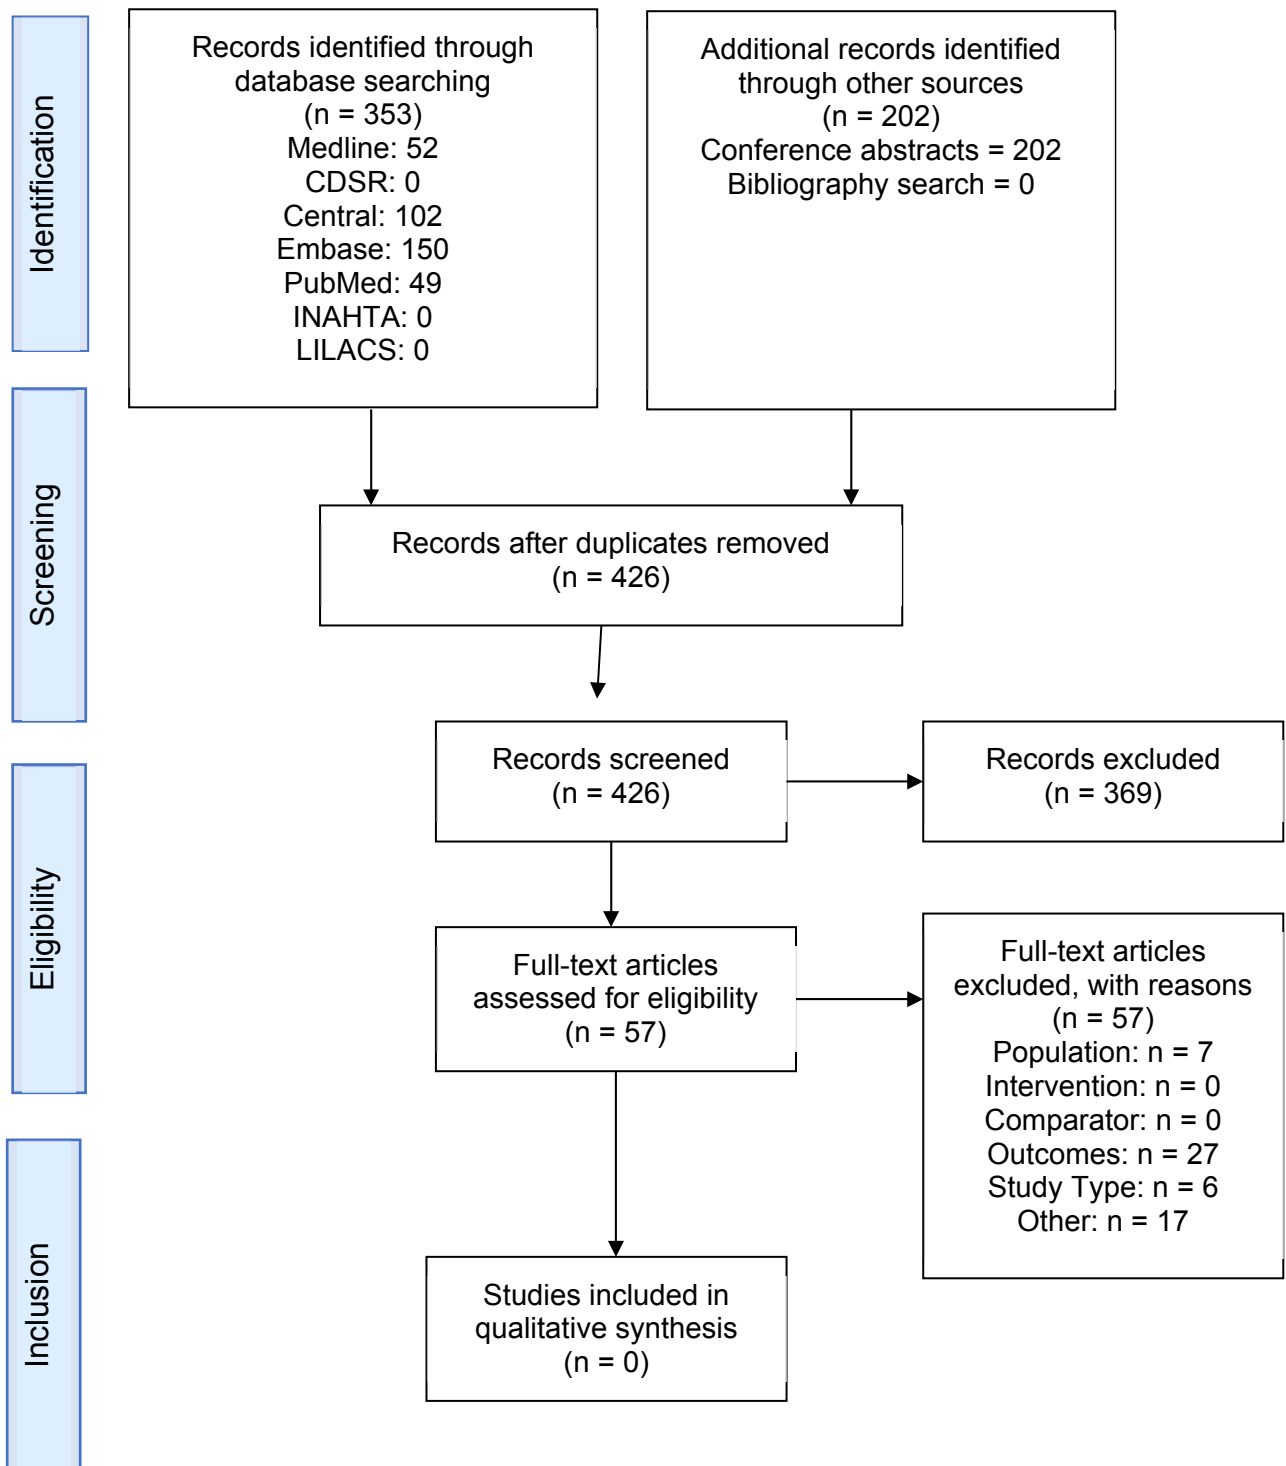 Identification
Records identified through
database searching
(n = 353)
Medline: 52
CDSR: 0
Central: 102
Embase: 150
PubMed: 49
INAHTA: 0
LILACS: 0
Additional records identified
through other sources
(n = 202)
Conference abstracts = 202
Bibliography search = 0
Screening
Records after duplicates removed
(n = 426)
Records screened
(n = 426)
Records excluded
(n = 369)
Eligibility
Full-text articles
assessed for eligibility
(n = 57)
Full-text articles
excluded, with reasons
(n = 57)
Population: n = 7
Intervention: n = 0
Comparator: n = 0
Outcomes: n = 27
Study Type: n = 6
Other: n = 17
Inclusion
Studies included in
qualitative synthesis
(n = 0)